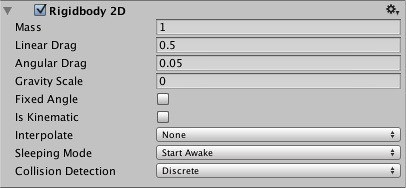 Rigidbody 2D
Mass 1
Linear Drag 0.5
Angular Drag 0.05
Gravity Scale 0
Fixed Angle
Is Kinematic
Interpolate None
Sleeping Mode Start Awake
Collision Detection Discrete